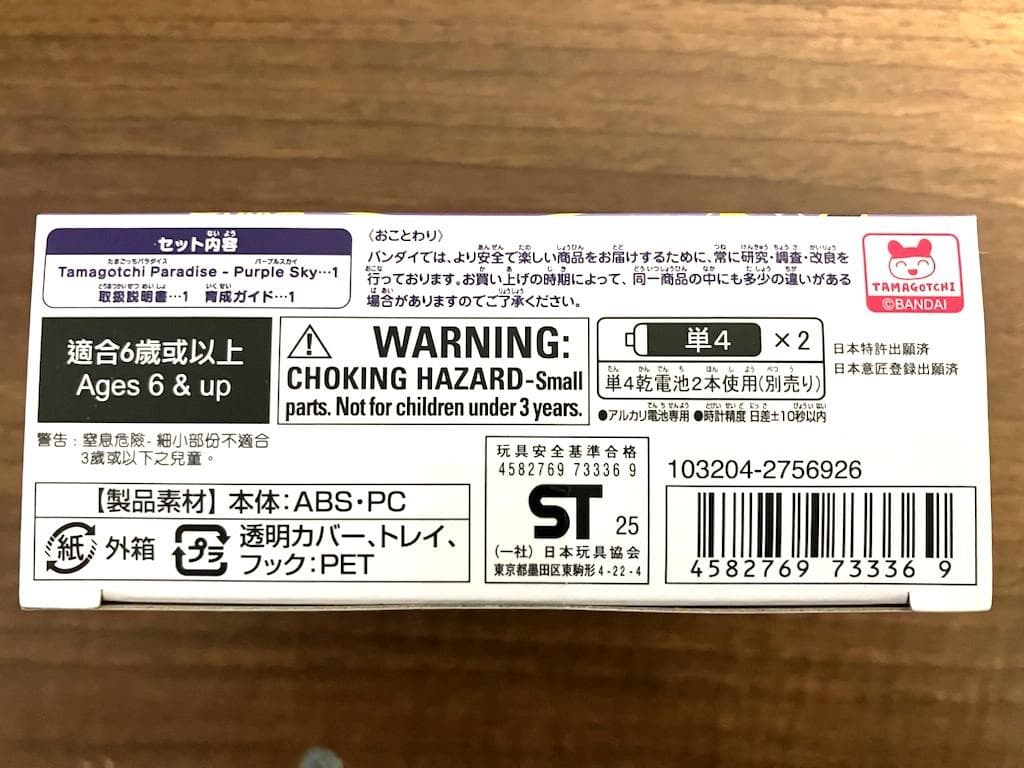 セット内容
Tamagotchi Paradise - Purple Sky…1
取扱説明書…1 育成ガイド…1
〈おことわり〉
バンダイでは、より安全で楽しい商品をお届けするために、常に研究・調査・改良を
行っております。お買い上げの時期によって、同一商品の中にも多少の違いがある
場合がありますのでご了承ください。
TAMAGOTCHI
©BANDAI
適合6歲或以上
Ages 6 & up
警告：窒息危險- 細小部份不適合
3歲或以下之兒童。
WARNING:
CHOKING HAZARD-Small
parts. Not for children under 3 years.
単4 ×2
単4乾電池2本使用(別売り)
●アルカリ電池専用 ●時計精度 日差±10秒以内
日本特許出願済
日本意匠登録出願済
【製品素材】本体：ABS・PC
紙 外箱
プラ 透明カバー、トレイ、
フック：PET
玩具安全基準合格
4582769 73336 9
ST 25
(一社) 日本玩具協会
東京都墨田区東駒形4-22-4
103204-2756926
4582769 73336 9